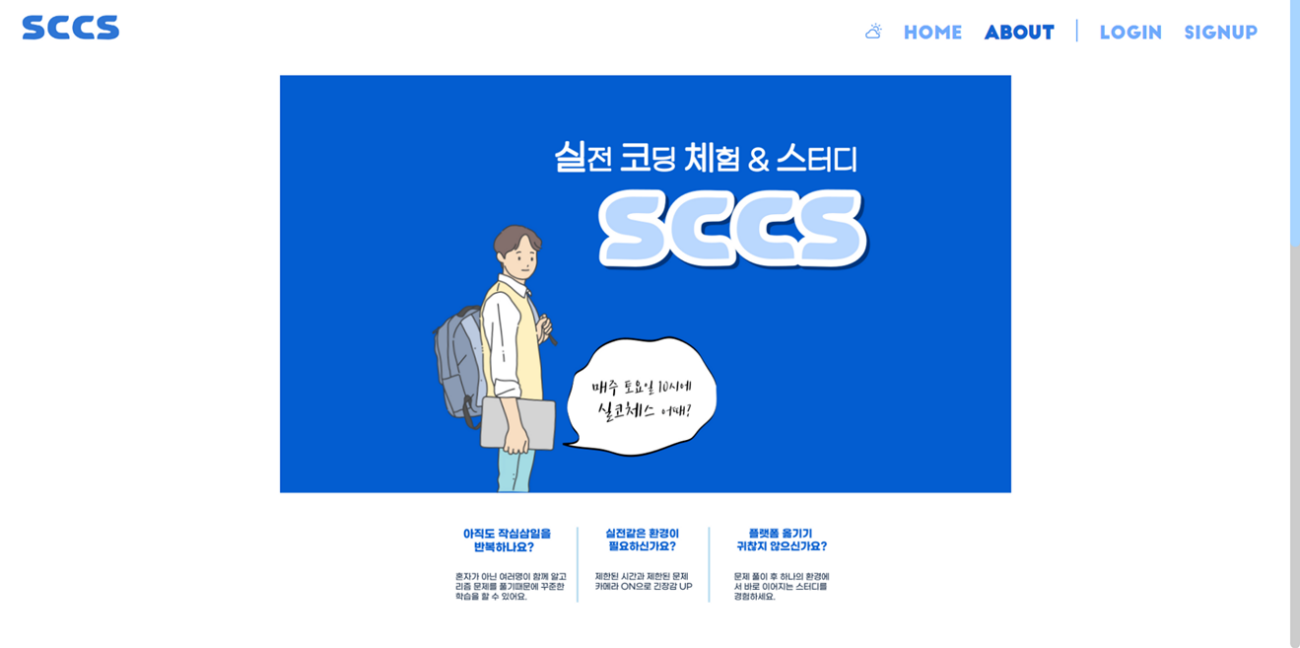 SCCS
HOME ABOUT LOGIN SIGNUP
실전 코딩 체험 & 스터디
SCCS
매주 토요일 10시에
실코체스 어때?
아직도 작심삼일을
반복하나요?
혼자가 아닌 여러명이 함께 알고
리즘 문제를 풀기때문에 꾸준한
학습을 할 수 있어요.
실전같은 환경이
필요하신가요?
제한된 시간과 제한된 문제
카메라 ON으로 긴장감 UP
플랫폼 옮기기
귀찮지 않으신가요?
문제 풀이 후 하나의 환경에
서 바로 이어지는 스터디를
경험하세요.